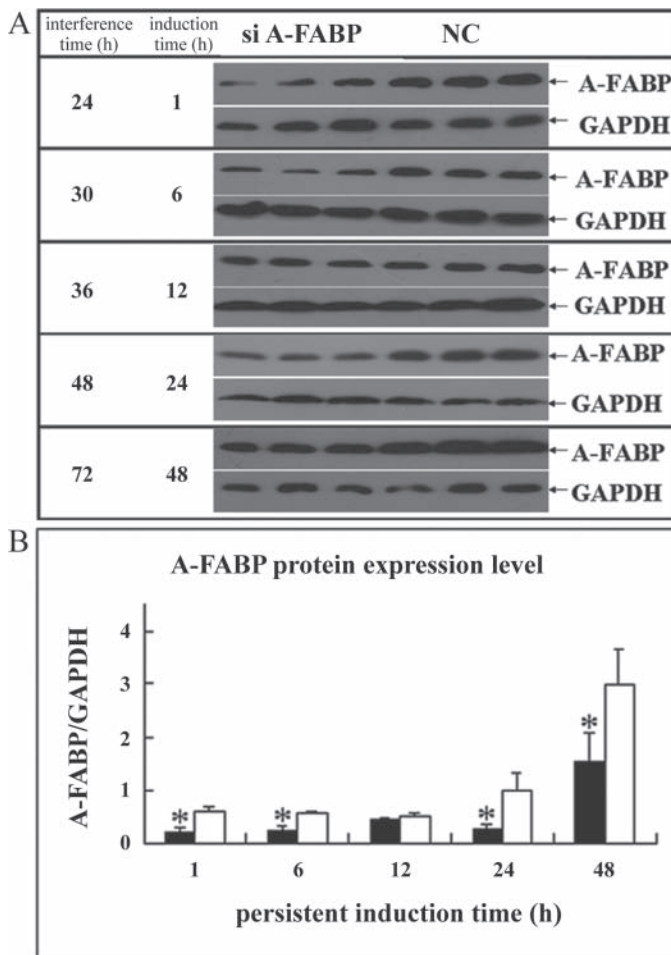 A
interference time (h)
induction time (h)
si A-FABP
NC
24
1
A-FABP
GAPDH
30
6
A-FABP
GAPDH
36
12
A-FABP
GAPDH
48
24
A-FABP
GAPDH
72
48
A-FABP
GAPDH
B
A-FABP protein expression level
A-FABP/GAPDH
4
3
2
1
0
*
*
*
*
1
6
12
24
48
persistent induction time (h)